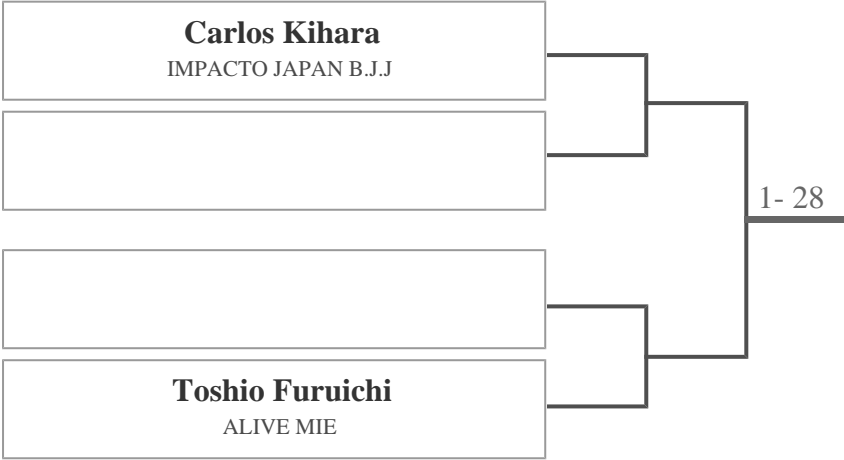 Carlos Kihara
IMPACTO JAPAN B.J.J
1- 28
Toshio Furuichi
ALIVE MIE